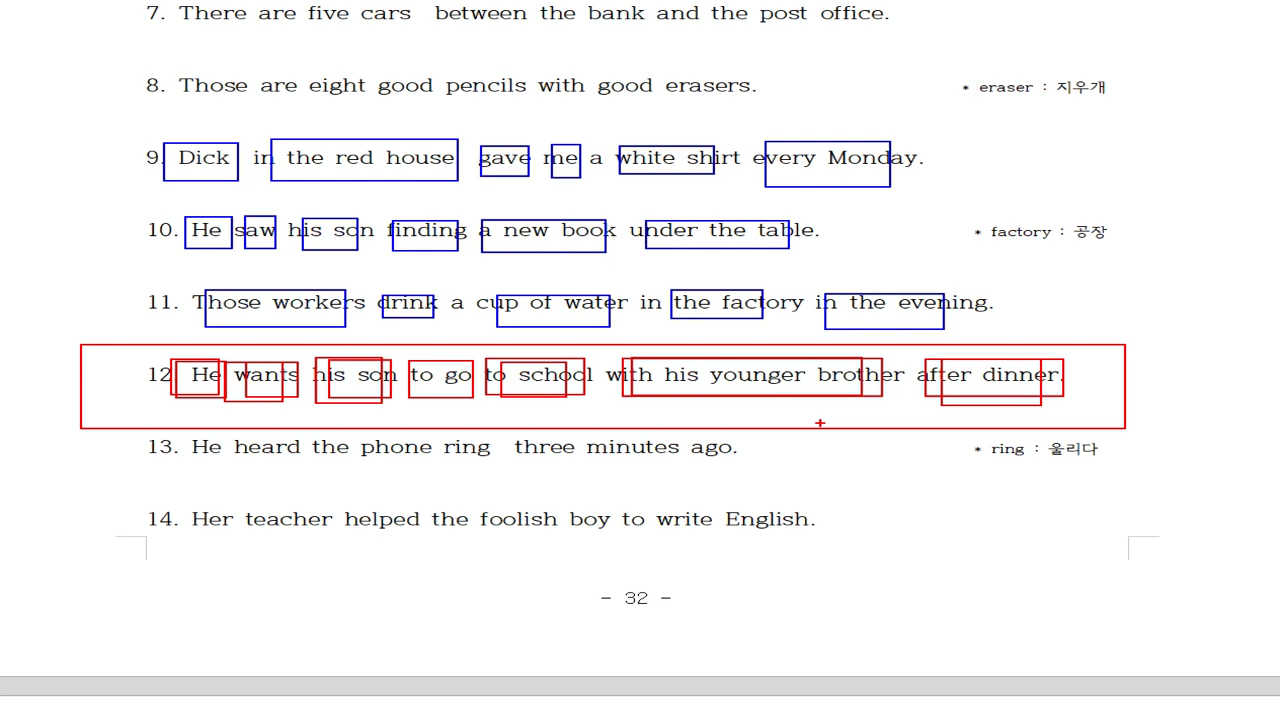 7. There are five cars between the bank and the post office.
8. Those are eight good pencils with good erasers. * eraser : 지우개
9. Dick in the red house gave me a white shirt every Monday.
10. He saw his son finding a new book under the table. * factory : 공장
11. Those workers drink a cup of water in the factory in the evening.
12 He wants his son to go to school with his younger brother after dinner.
13. He heard the phone ring three minutes ago. * ring : 울리다
14. Her teacher helped the foolish boy to write English.
- 32 -